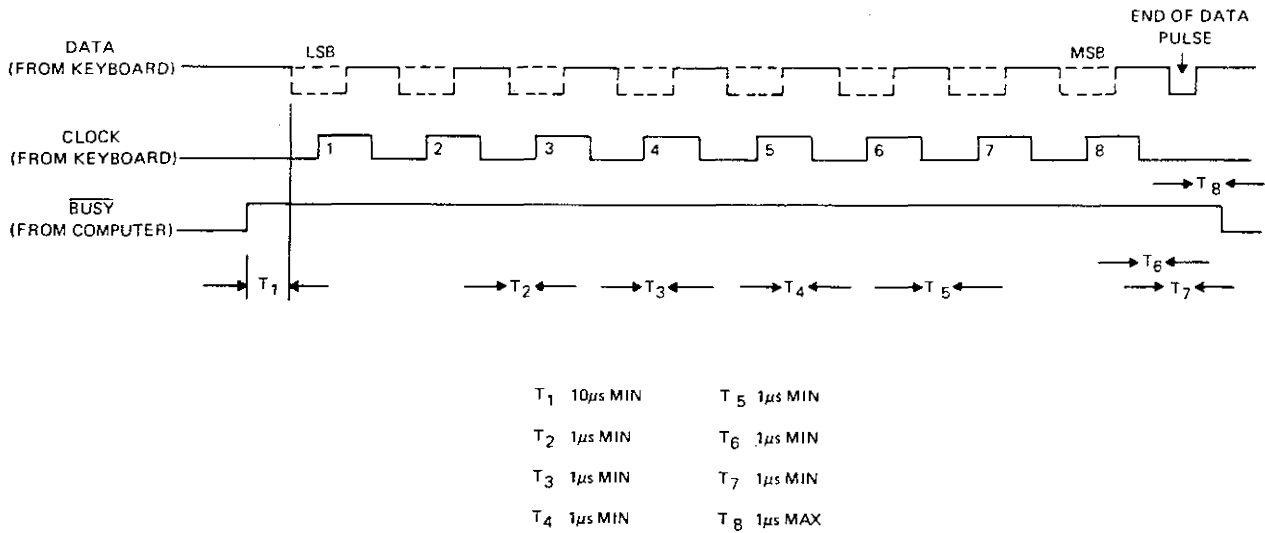 END OF DATA
PULSE
DATA
(FROM KEYBOARD)
LSB
MSB
CLOCK
(FROM KEYBOARD)
1 2 3 4 5 6 7 8
T8
BUSY
(FROM COMPUTER)
T6
T1 T2 T3 T4 T5 T7
T1 10µs MIN T5 1µs MIN
T2 1µs MIN T6 1µs MIN
T3 1µs MIN T7 1µs MIN
T4 1µs MIN T8 1µs MAX